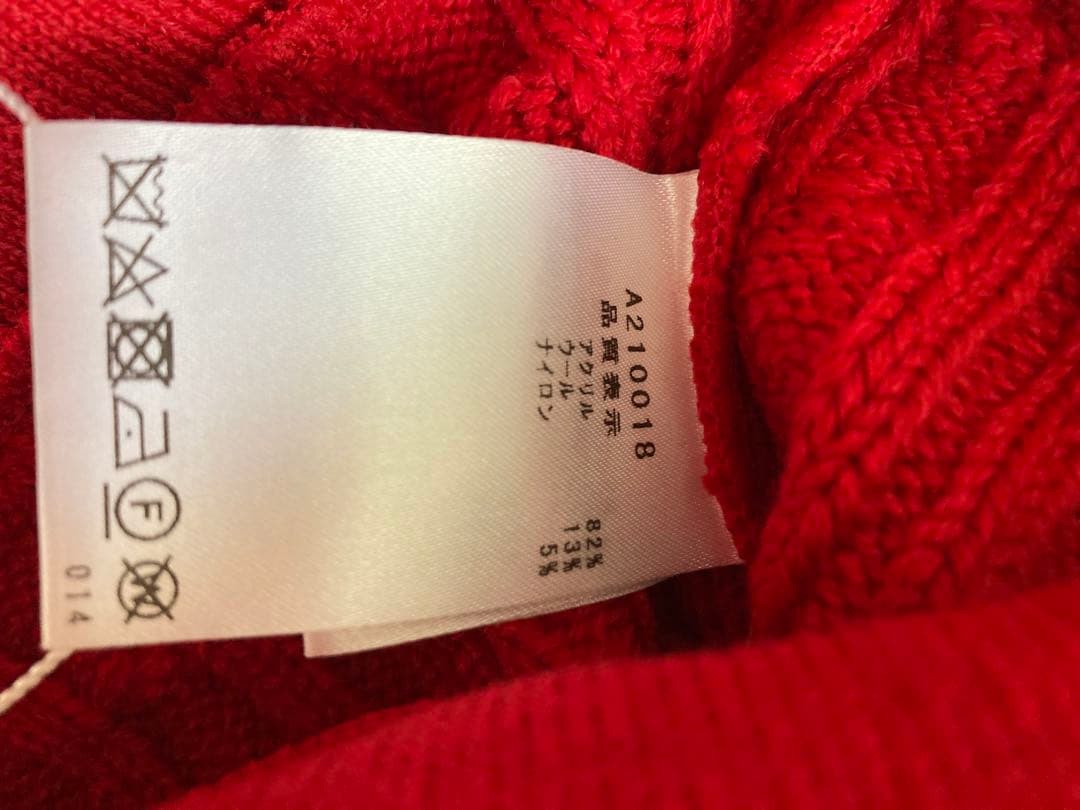 A210018
品質表示
アクリル 82%
ウール 13%
ナイロン 5%
F
W
014